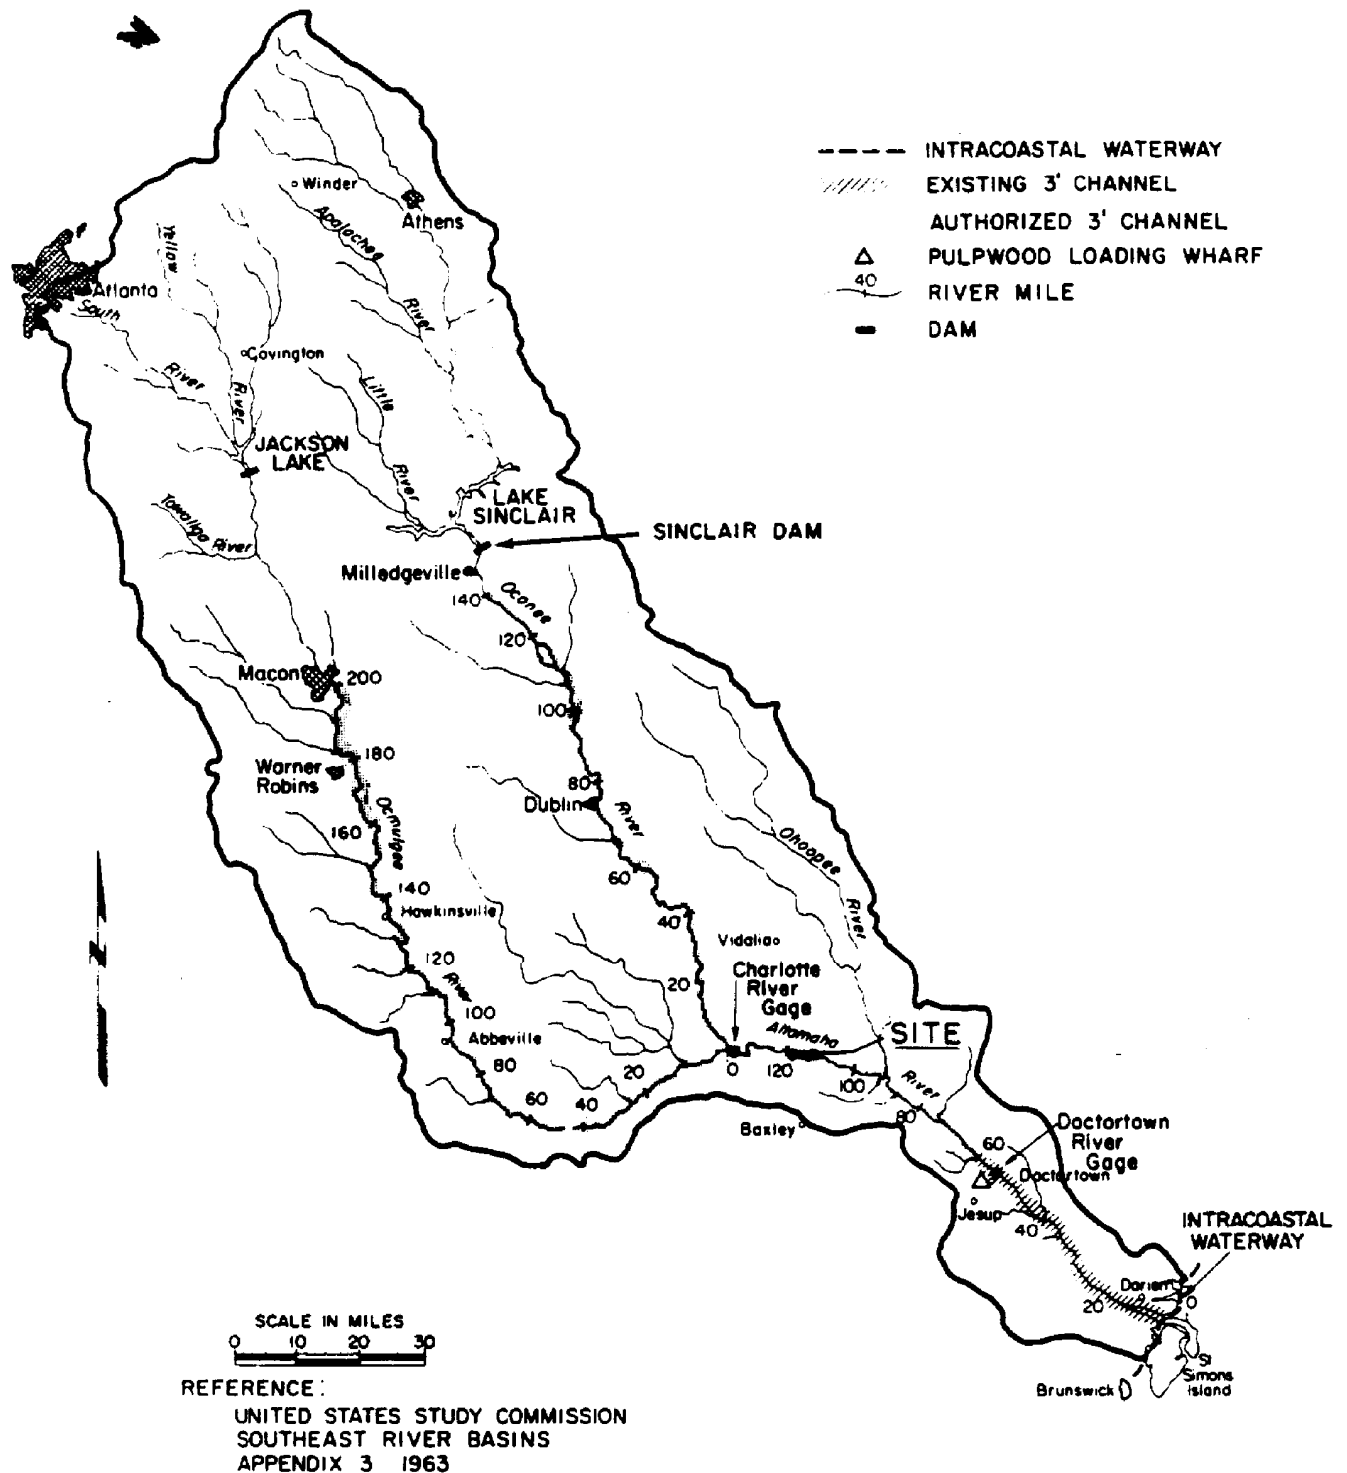 INTRACOASTAL WATERWAY
EXISTING 3' CHANNEL
AUTHORIZED 3' CHANNEL
PULPWOOD LOADING WHARF
40
RIVER MILE
DAM
Winder
Athens
Apalachee
River
Yellow
River
Atlanta
South
River
Covington
Little
River
JACKSON
LAKE
LAKE
SINCLAIR
SINCLAIR DAM
Towaliga River
Milledgeville
140
Oconee
120
Macon
200
100
180
Warner
Robins
80
Dublin
River
Ocmulgee
160
Ohoopee
River
60
140
Hawkinsville
40
Vidalia
120
River
Charlotte
River
Gage
20
100
Abbeville
Altamaha
SITE
80
20
0
120
100
River
60
40
80
Baxley
60
Doctortown
River
Gage
Doctortown
Jesup
40
INTRACOASTAL
WATERWAY
Darien
20
0
St
Simons
Island
Brunswick
N
SCALE IN MILES
0 10 20 30
REFERENCE:
UNITED STATES STUDY COMMISSION
SOUTHEAST RIVER BASINS
APPENDIX 3 1963